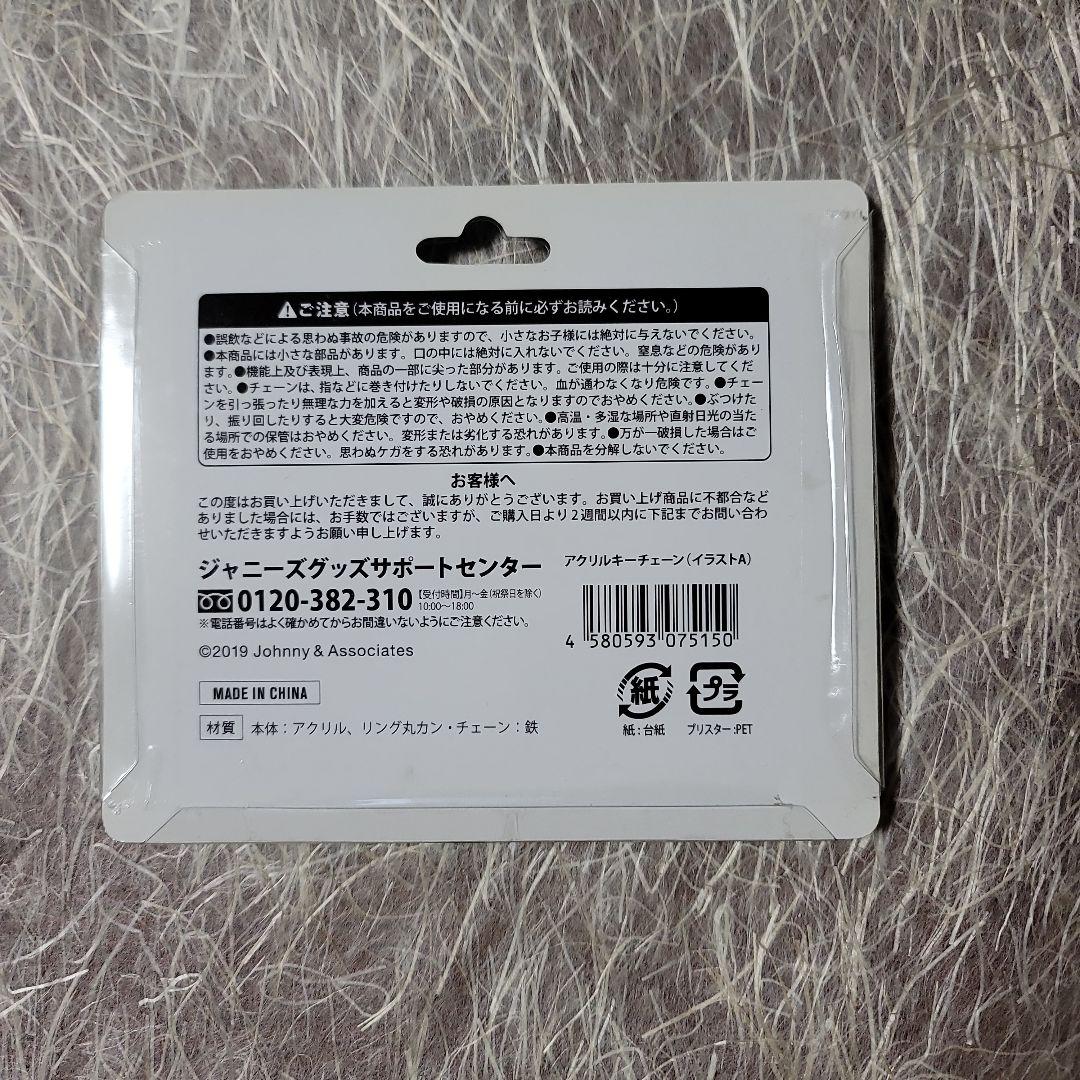 ⚠ご注意(本商品をご使用になる前に必ずお読みください。)
●誤飲などによる思わぬ事故の危険がありますので、小さなお子様には絶対に与えないでください。
●本商品には小さな部品があります。口の中には絶対に入れないでください。窒息などの危険があり
ます。●機能上及び表現上、商品の一部に尖った部分があります。ご使用の際は十分に注意してくだ
さい。●チェーンは、指などに巻き付けたりしないでください。血が通わなくなり危険です。●チェー
ンを引っ張ったり無理な力を加えると変形や破損の原因となりますのでおやめください。●ぶつけた
り、振り回したりすると大変危険ですので、おやめください。●高温・多湿な場所や直射日光の当た
る場所での保管はおやめください。変形または劣化する恐れがあります。●万が一破損した場合はご
使用をおやめください。思わぬケガをする恐れがあります。●本商品を分解しないでください。
お客様へ
この度はお買い上げいただきまして、誠にありがとうございます。お買い上げ商品に不都合など
ありました場合には、お手数ではございますが、ご購入日より2週間以内に下記までお問い合わ
せいただきますようお願い申し上げます。
ジャニーズグッズサポートセンター
アクリルキーチェーン(イラストA)
0120-382-310【受付時間】月～金(祝祭日を除く)
10:00～18:00
※電話番号はよく確かめてからお間違いないようにご注意ください。
©2019 Johnny & Associates
4 580593 075150
MADE IN CHINA
紙 プラ
材質 本体:アクリル、リング丸カン・チェーン:鉄
紙:台紙 ブリスター:PET